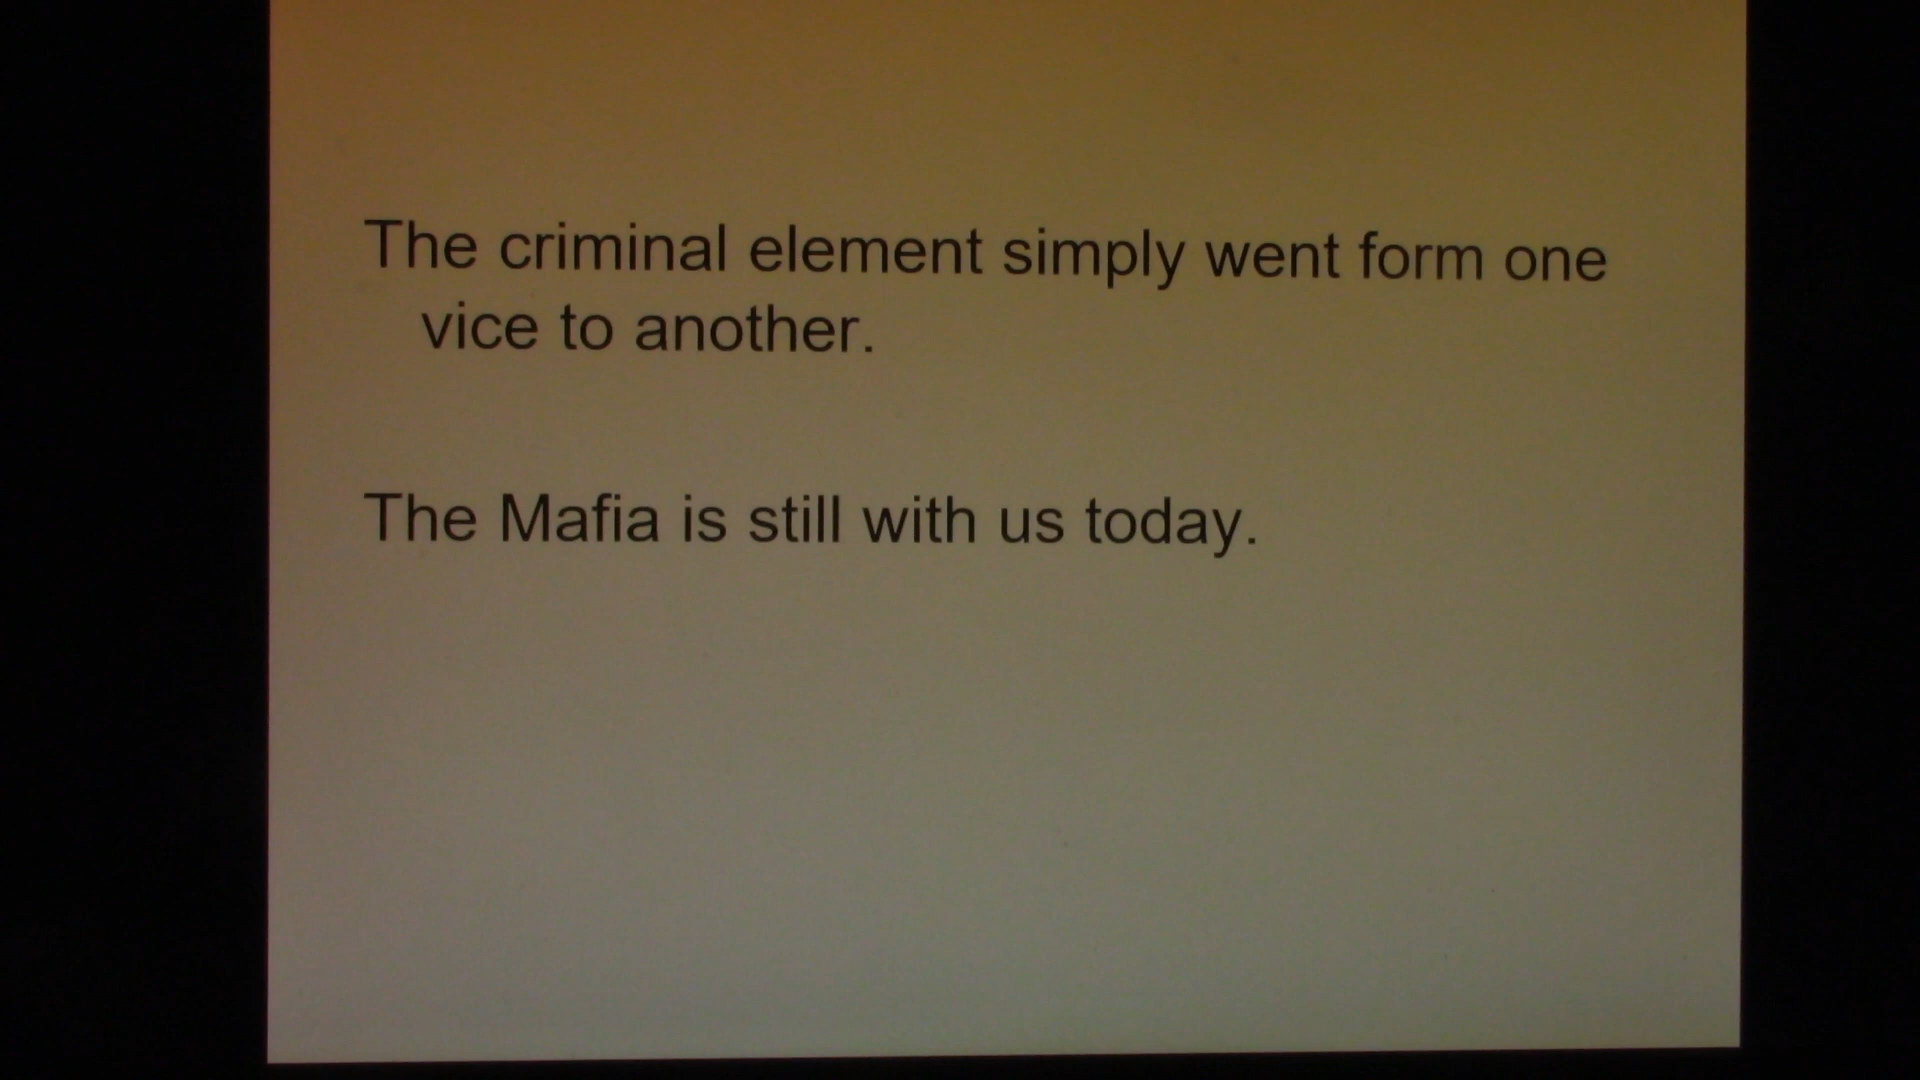 The criminal element simply went form one
vice to another.
The Mafia is still with us today.